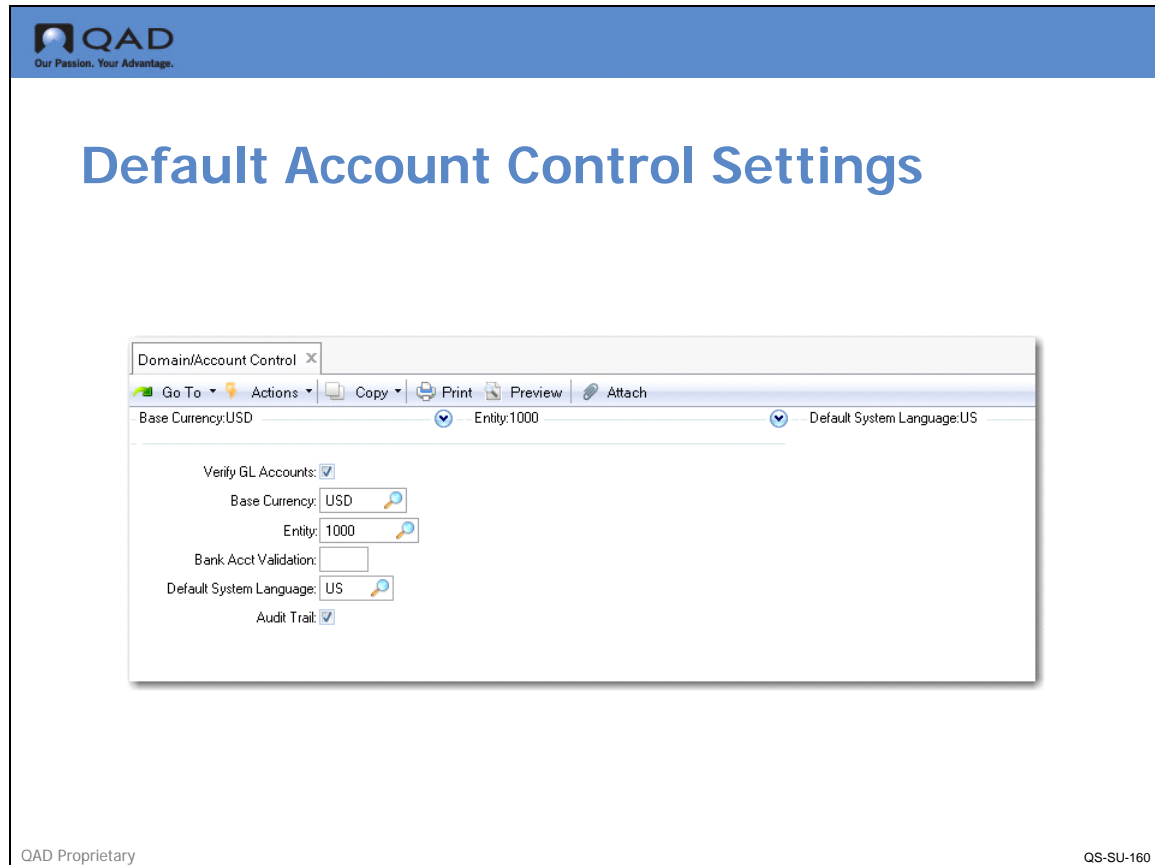 QAD
Our Passion. Your Advantage.
Default Account Control Settings
Domain/Account Control
Go To Actions Copy Print Preview Attach
Base Currency:USD Entity:1000 Default System Language:US
Verify GL Accounts:
Base Currency: USD
Entity: 1000
Bank Acct Validation:
Default System Language: US
Audit Trail:
QAD Proprietary QS-SU-160